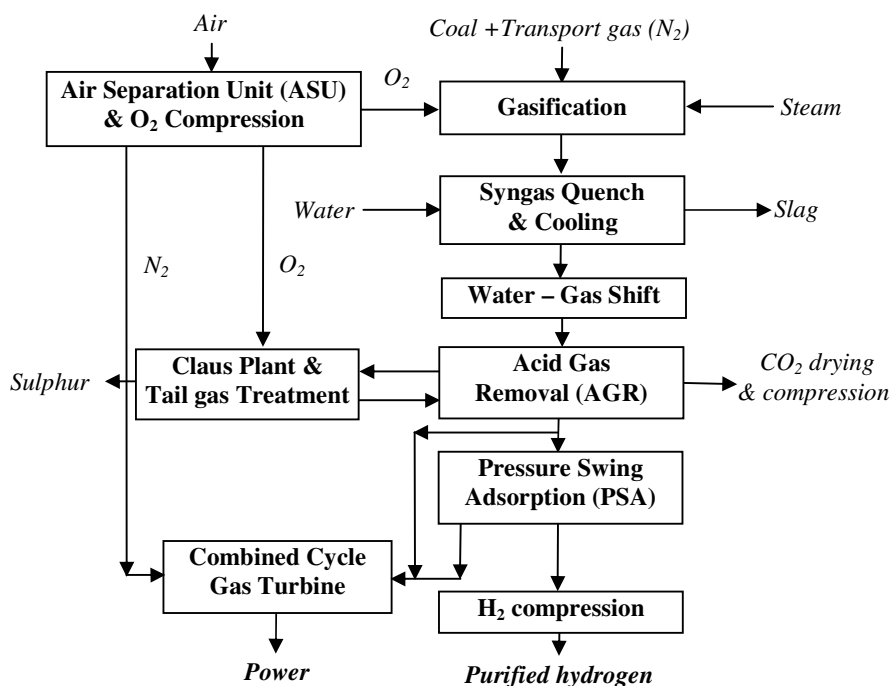 Air
Coal +Transport gas (N₂)
Air Separation Unit (ASU)
& O₂ Compression
O₂
Gasification
Steam
Water
Syngas Quench
& Cooling
Slag
N₂
O₂
Water – Gas Shift
Sulphur
Claus Plant &
Tail gas Treatment
Acid Gas
Removal (AGR)
CO₂ drying
& compression
Pressure Swing
Adsorption (PSA)
Combined Cycle
Gas Turbine
H₂ compression
Power
Purified hydrogen